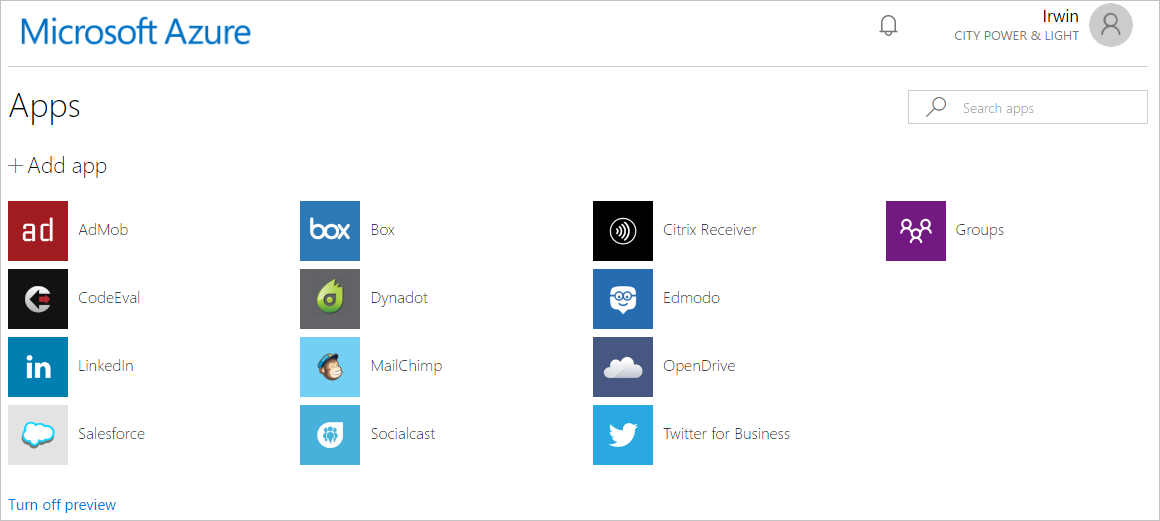 Microsoft Azure
Irwin
CITY POWER & LIGHT
Apps
Search apps
+ Add app
ad AdMob
box Box
Citrix Receiver
Groups
CodeEval
Dynadot
Edmodo
in LinkedIn
MailChimp
OpenDrive
Salesforce
Socialcast
Twitter for Business
Turn off preview